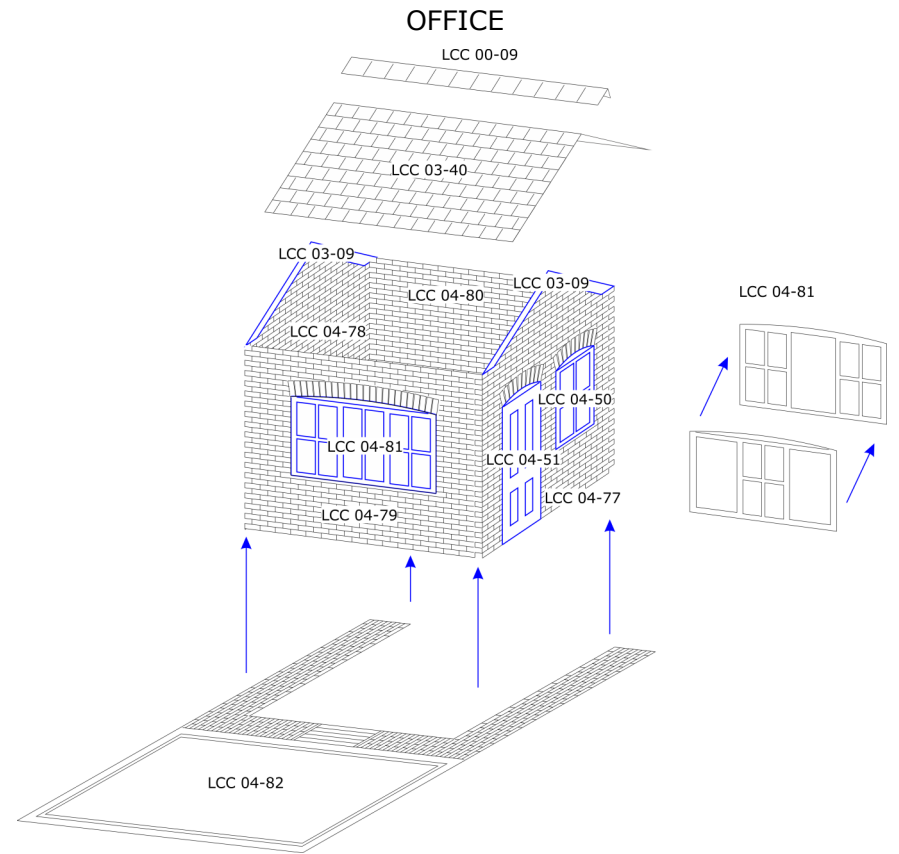 OFFICE
LCC 00-09
LCC 03-40
LCC 03-09
LCC 03-09
LCC 04-80
LCC 04-81
LCC 04-78
LCC 04-50
LCC 04-81
LCC 04-51
LCC 04-77
LCC 04-79
LCC 04-82